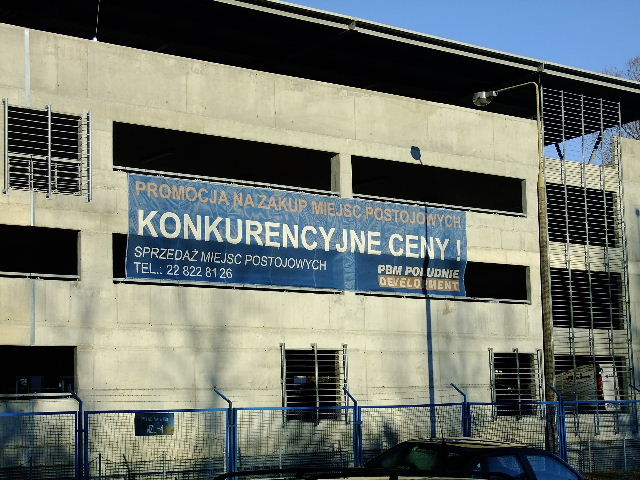 PROMOCJA NA ZAKUP MIEJSC POSTOJOWYCH
KONKURENCYJNE CENY !
SPRZEDAŻ MIEJSC POSTOJOWYCH
TEL.: 22 822 81 26
PBM POŁUDNIE
DEVELOPMENT